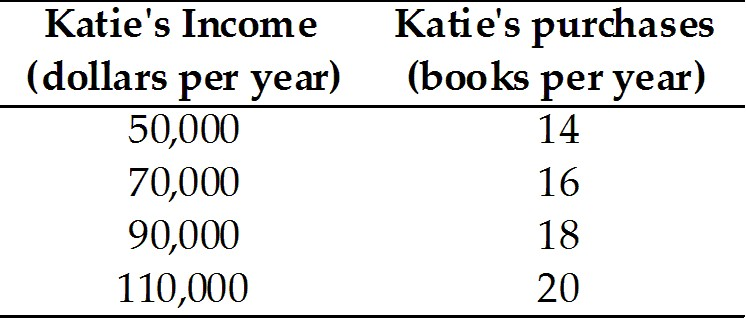 Katie's Income Katie's purchases
(dollars per year) (books per year)
50,000 14
70,000 16
90,000 18
110,000 20